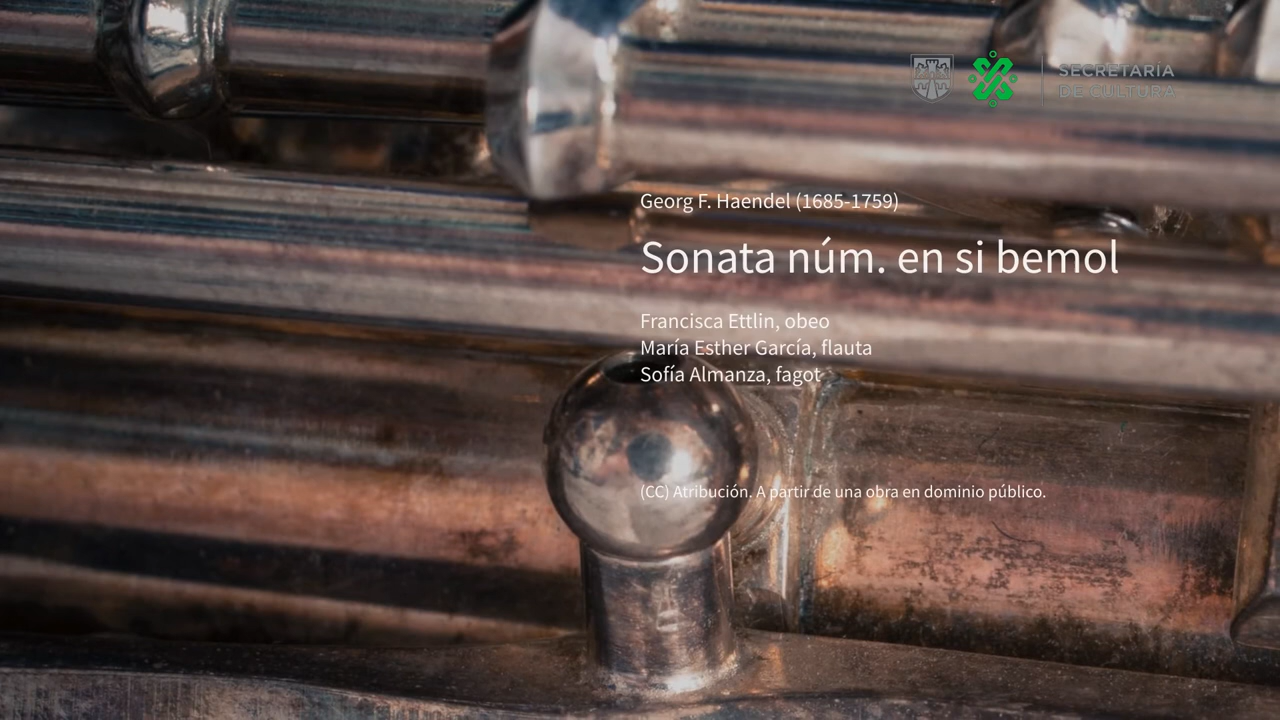 SECRETARÍA
DE CULTURA
Georg F. Haendel (1685-1759)
Sonata núm. en si bemol
Francisca Ettlin, obeo
María Esther García, flauta
Sofía Almanza, fagot
(CC) Atribución. A partir de una obra en dominio público.